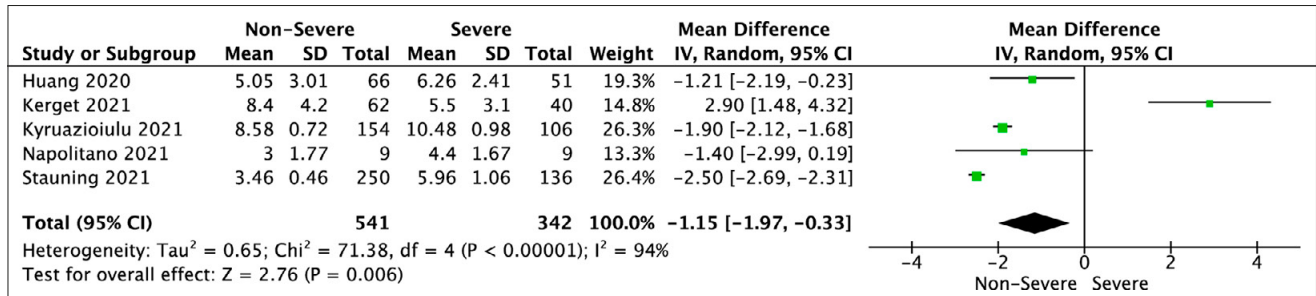 Non-Severe Severe Mean Difference Mean Difference
Study or Subgroup Mean SD Total Mean SD Total Weight IV, Random, 95% CI IV, Random, 95% CI
Huang 2020 5.05 3.01 66 6.26 2.41 51 19.3% −1.21 [−2.19, −0.23]
Kerget 2021 8.4 4.2 62 5.5 3.1 40 14.8% 2.90 [1.48, 4.32]
Kyruazioiulu 2021 8.58 0.72 154 10.48 0.98 106 26.3% −1.90 [−2.12, −1.68]
Napolitano 2021 3 1.77 9 4.4 1.67 9 13.3% −1.40 [−2.99, 0.19]
Stauning 2021 3.46 0.46 250 5.96 1.06 136 26.4% −2.50 [−2.69, −2.31]
Total (95% CI) 541 342 100.0% −1.15 [−1.97, −0.33]
Heterogeneity: Tau² = 0.65; Chi² = 71.38, df = 4 (P < 0.00001); I² = 94%
Test for overall effect: Z = 2.76 (P = 0.006)
−4 −2 0 2 4
Non-Severe Severe